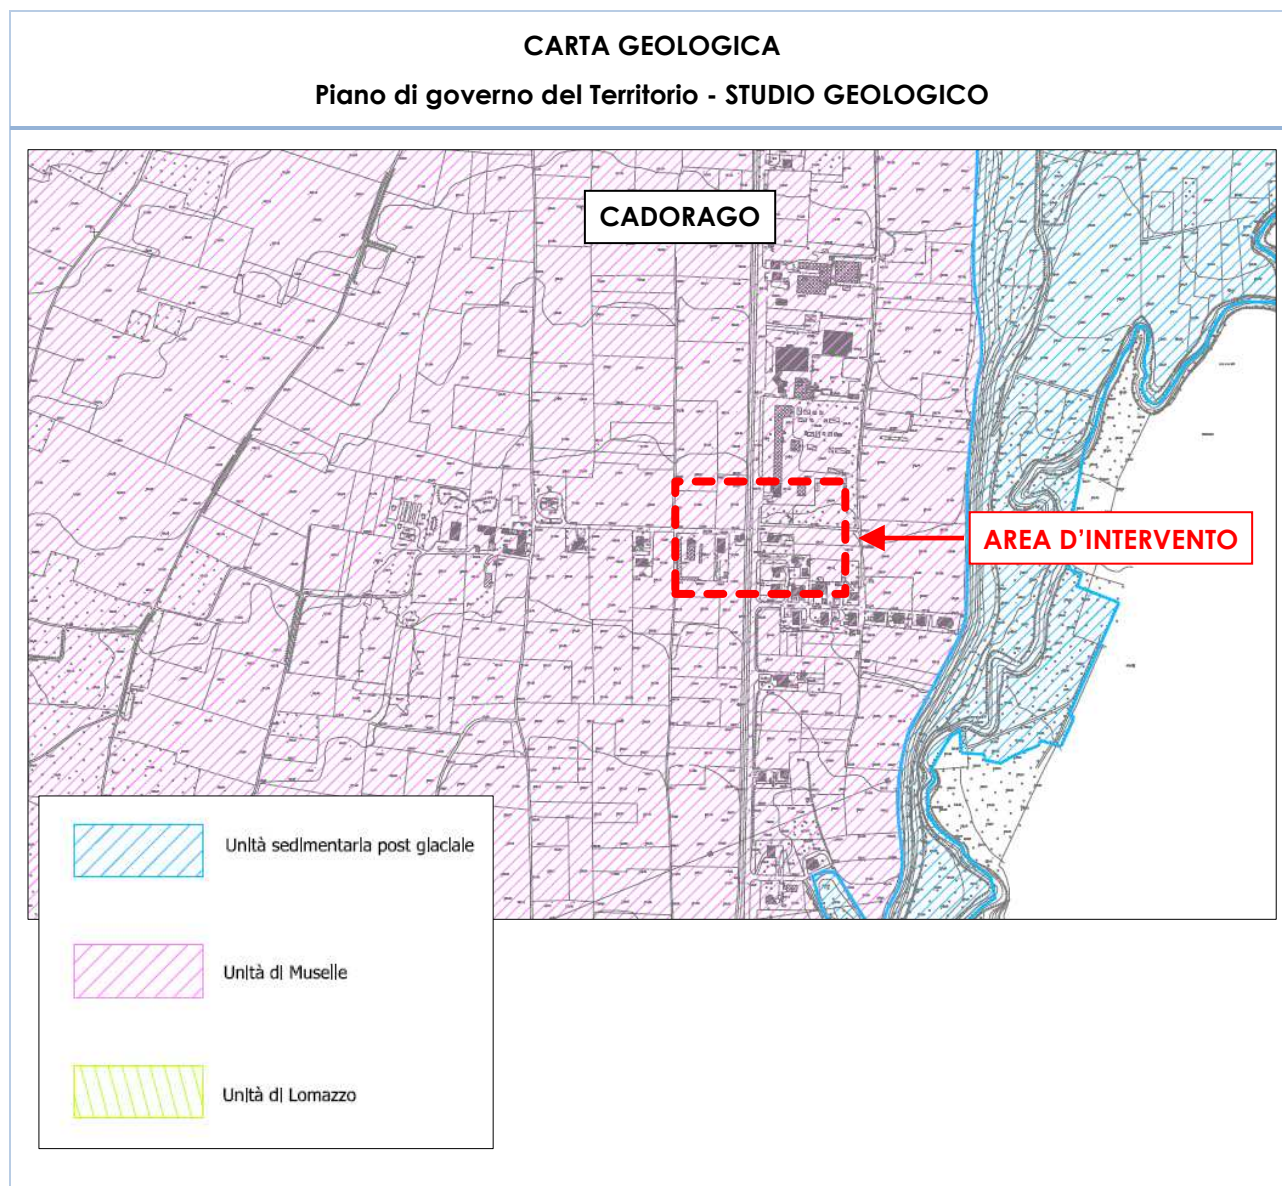 CARTA GEOLOGICA
Piano di governo del Territorio - STUDIO GEOLOGICO
CADORAGO
AREA D'INTERVENTO
Unità sedimentaria post glaciale
Unità di Muselle
Unità di Lomazzo